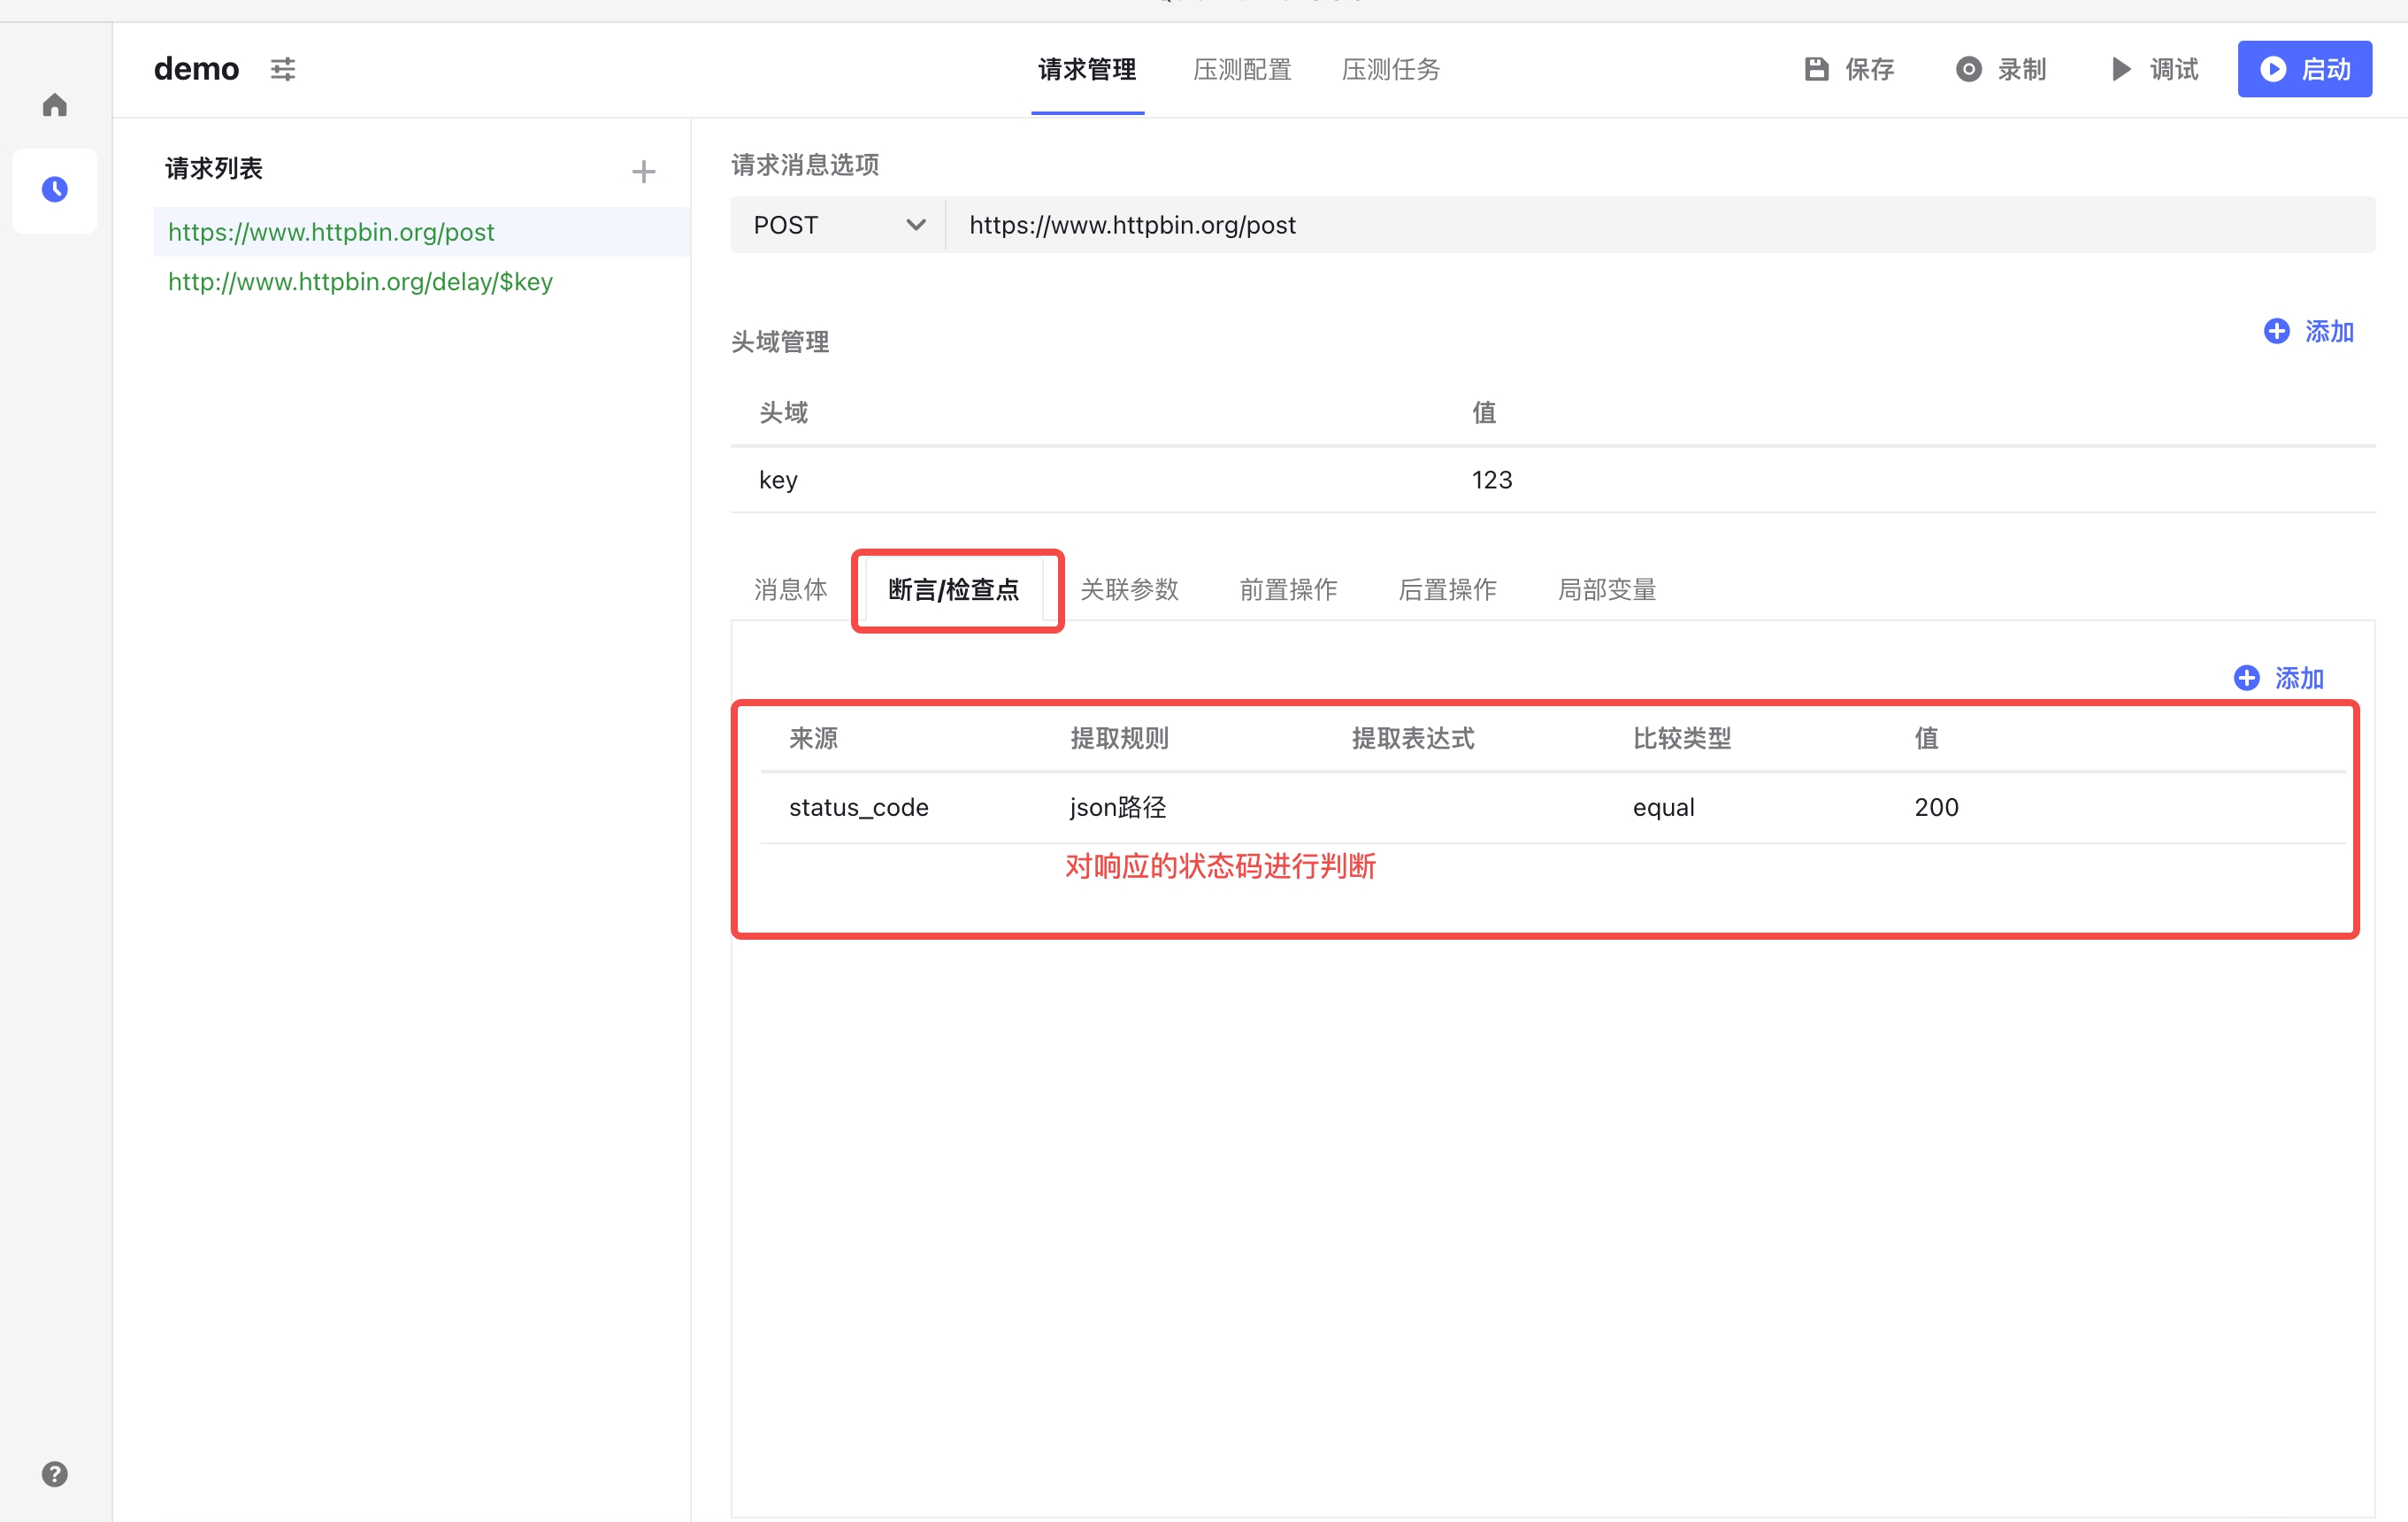 demo
请求管理 压测配置 压测任务
保存 录制 调试 启动
请求列表
https://www.httpbin.org/post
http://www.httpbin.org/delay/$key
请求消息选项
POST https://www.httpbin.org/post
头域管理 添加
头域 值
key 123
消息体 断言/检查点 关联参数 前置操作 后置操作 局部变量
添加
来源 提取规则 提取表达式 比较类型 值
status_code json路径 equal 200
对响应的状态码进行判断